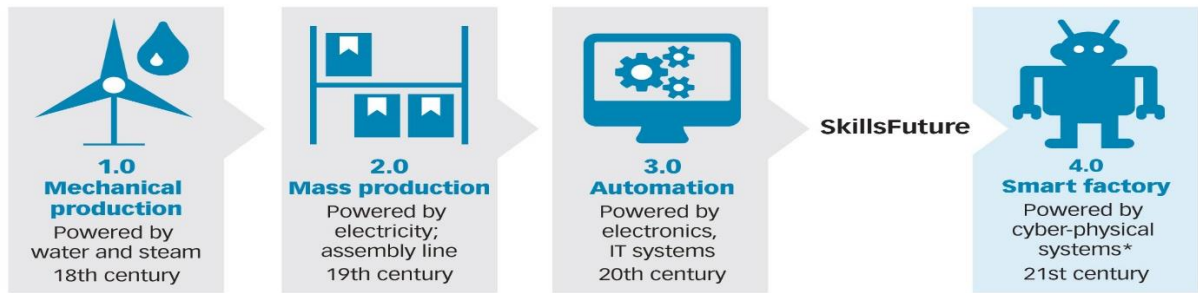 1.0
Mechanical
production
Powered by
water and steam
18th century
2.0
Mass production
Powered by
electricity;
assembly line
19th century
3.0
Automation
Powered by
electronics,
IT systems
20th century
SkillsFuture
4.0
Smart factory
Powered by
cyber-physical
systems*
21st century